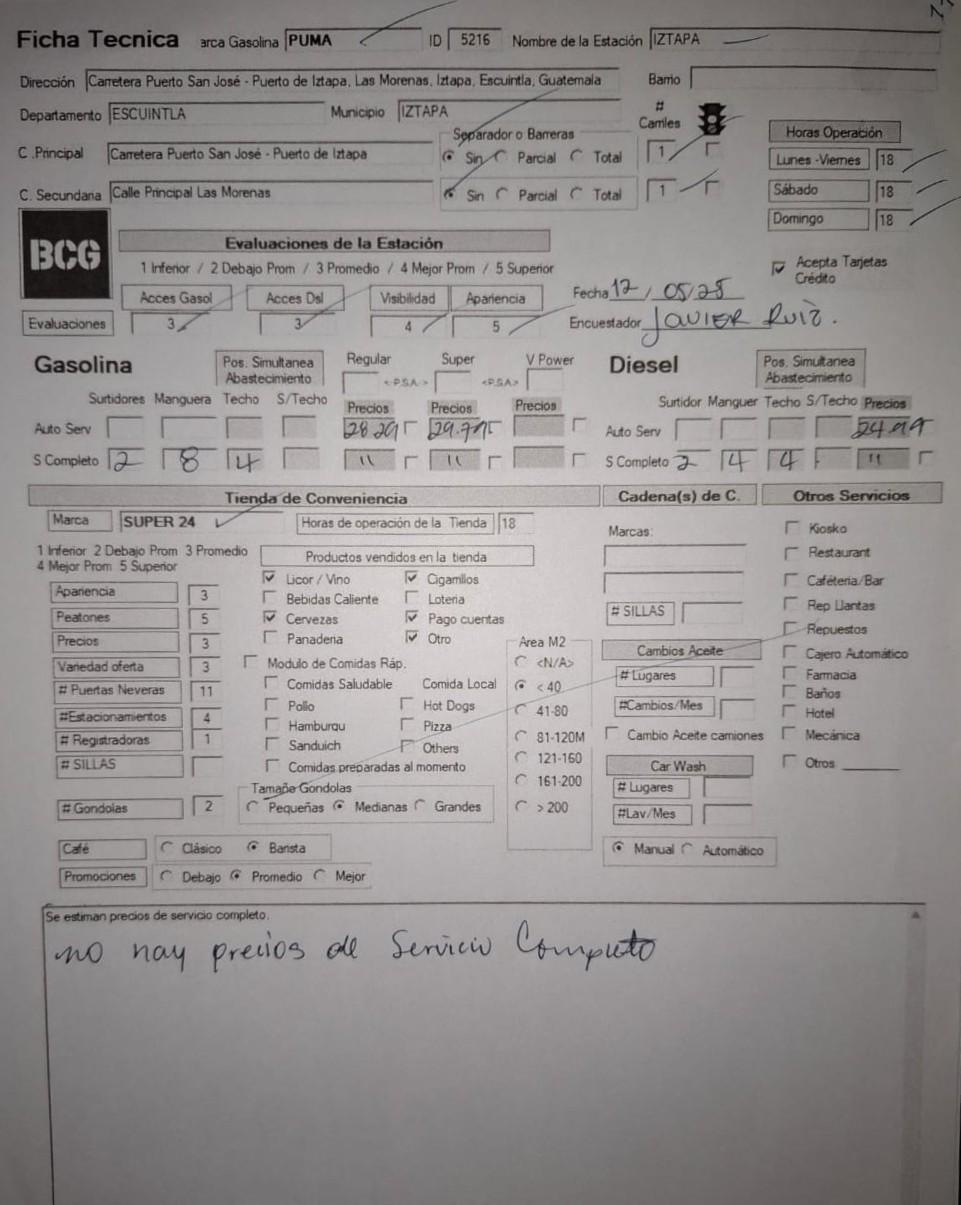 Ficha Tecnica arca Gasolina PUMA ID 5216 Nombre de la Estación IZTAPA
Dirección Carretera Puerto San José - Puerto de Iztapa, Las Morenas, Iztapa, Escuintla, Guatemala Barrio
Departamento ESCUINTLA Municipio IZTAPA # Carriles
Separador o Barreras Horas Operación
C .Principal Carretera Puerto San José - Puerto de Iztapa Sin Parcial Total 1 Lunes -Viernes 18
C. Secundaria Calle Principal Las Morenas Sin Parcial Total 1 Sábado 18
Domingo 18
BCG
Evaluaciones de la Estación
1 Inferior / 2 Debajo Prom / 3 Promedio / 4 Mejor Prom / 5 Superior
Acepta Tarjetas Crédito
Acces Gasol Acces Dsl Visibilidad Apariencia Fecha 12 / 05/25
Evaluaciones 3 3 4 5 Encuestador JAVIER RUIZ.
Gasolina Pos. Simultanea Abastecimiento Regular Super V Power Diesel Pos. Simultanea Abastecimiento
<-P.S.A.-> <-P.S.A->
Surtidores Manguera Techo S/Techo Precios Precios Precios Surtidor Manguer Techo S/Techo Precios
Auto Serv 28.29 Auto Serv
S Completo 2 8 4 11 11 S Completo 2 4 4 11
Tienda de Conveniencia Cadena(s) de C. Otros Servicios
Marca SUPER 24 Horas de operación de la Tienda 18 Marcas: Kiosko
1 Inferior 2 Debajo Prom 3 Promedio
4 Mejor Prom 5 Superior
Productos vendidos en la tienda Restaurant
Apariencia 3 Licor / Vino Cigarrillos Caféteria/Bar
Bebidas Caliente Loteria # SILLAS Rep Llantas
Peatones 5 Cervezas Pago cuentas Repuestos
Precios 3 Panaderia Otro Area M2 Cambios Aceite Cajero Automático
Variedad oferta 3 Modulo de Comidas Ráp. <N/A> # Lugares Farmacia
# Puertas Neveras 11 Comidas Saludable Comida Local < 40 Baños
Pollo Hot Dogs 41-80 #Cambios/Mes Hotel
#Estacionamientos 4 Hamburqu Pizza
# Registradoras 1 Sanduich Others 81-120M Cambio Aceite camiones Mecánica
# SILLAS Comidas preparadas al momento 121-160 Car Wash Otros
Tamañe Gondolas 161-200 # Lugares
# Gondolas 2 Pequeñas Medianas Grandes > 200 #Lav/Mes
Café Clásico Barista Manual Automático
Promociones Debajo Promedio Mejor
Se estiman precios de servicio completo.
no hay precios de Servicio Completo